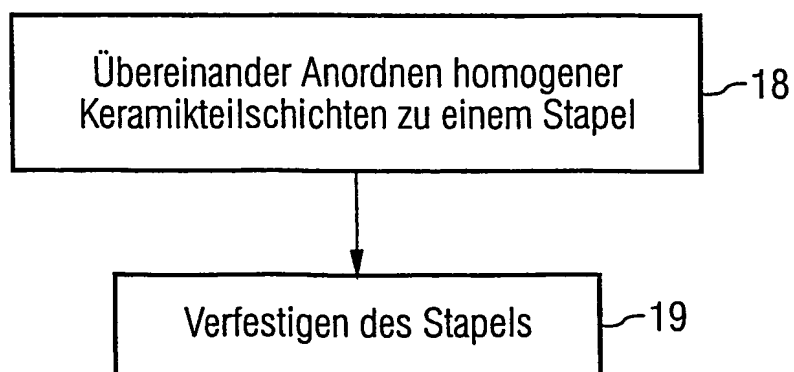 Übereinander Anordnen homogener
Keramikteilschichten zu einem Stapel
18
Verfestigen des Stapels
19